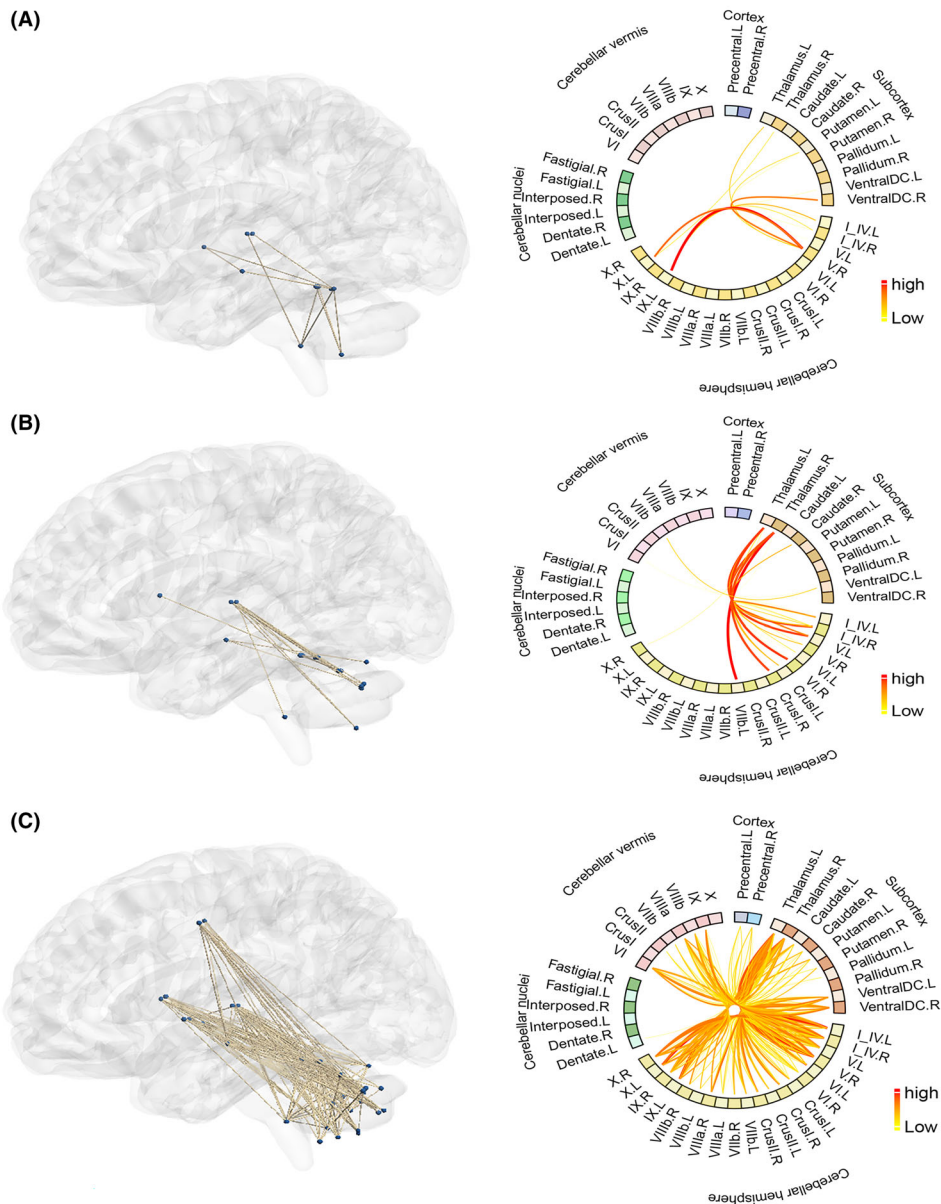 (A)
Cortex
Precentral.L
Precentral.R
Cerebellar vermis
VI
CrusI
CrusII
VIIb
VIIIa
VIIIb
IX
X
Thalamus.L
Thalamus.R
Caudate.L
Caudate.R
Putamen.L
Putamen.R
Pallidum.L
Pallidum.R
VentralDC.L
VentralDC.R
Subcortex
Cerebellar nuclei
Fastigial.R
Fastigial.L
Interposed.R
Interposed.L
Dentate.R
Dentate.L
I_IV.L
I_IV.R
V.L
V.R
VI.L
VI.R
CrusI.L
CrusI.R
CrusII.L
CrusII.R
VIIb.L
VIIb.R
VIIIa.L
VIIIa.R
VIIIb.L
VIIIb.R
IX.L
IX.R
X.L
X.R
Cerebellar hemisphere
high
Low
(B)
Cortex
Precentral.L
Precentral.R
Cerebellar vermis
VI
CrusI
CrusII
VIIb
VIIIa
VIIIb
IX
X
Thalamus.L
Thalamus.R
Caudate.L
Caudate.R
Putamen.L
Putamen.R
Pallidum.L
Pallidum.R
VentralDC.L
VentralDC.R
Subcortex
Cerebellar nuclei
Fastigial.R
Fastigial.L
Interposed.R
Interposed.L
Dentate.R
Dentate.L
I_IV.L
I_IV.R
V.L
V.R
VI.L
VI.R
CrusI.L
CrusI.R
CrusII.L
CrusII.R
VIIb.L
VIIb.R
VIIIa.L
VIIIa.R
VIIIb.L
VIIIb.R
IX.L
IX.R
X.L
X.R
Cerebellar hemisphere
high
Low
(C)
Cortex
Precentral.L
Precentral.R
Cerebellar vermis
VI
CrusI
CrusII
VIIb
VIIIa
VIIIb
IX
X
Thalamus.L
Thalamus.R
Caudate.L
Caudate.R
Putamen.L
Putamen.R
Pallidum.L
Pallidum.R
VentralDC.L
VentralDC.R
Subcortex
Cerebellar nuclei
Fastigial.R
Fastigial.L
Interposed.R
Interposed.L
Dentate.R
Dentate.L
I_IV.L
I_IV.R
V.L
V.R
VI.L
VI.R
CrusI.L
CrusI.R
CrusII.L
CrusII.R
VIIb.L
VIIb.R
VIIIa.L
VIIIa.R
VIIIb.L
VIIIb.R
IX.L
IX.R
X.L
X.R
Cerebellar hemisphere
high
Low